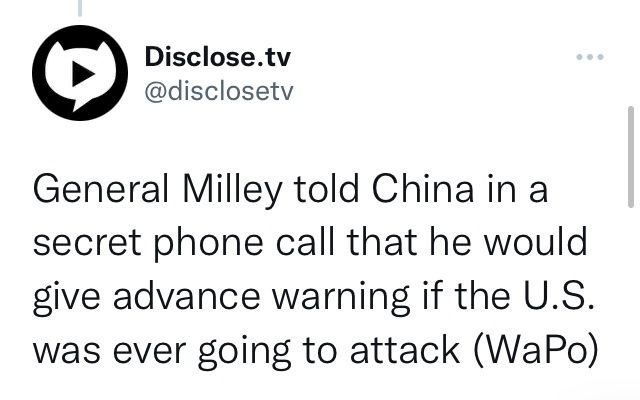 Disclose.tv
@disclosetv
General Milley told China in a
secret phone call that he would
give advance warning if the U.S.
was ever going to attack (WaPo)